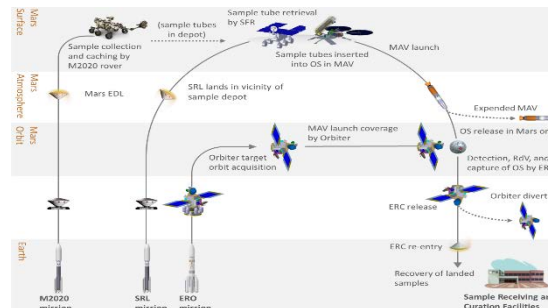 Mars
Surface
Sample collection
and caching by
M2020 rover
(sample tubes
in depot)
Sample tube retrieval
by SFR
Sample tubes inserted
into OS in MAV
MAV launch
Mars
Atmosphere
Mars EDL
SRL lands in vicinity of
sample depot
Expended MAV
OS release in Mars or
Mars
Orbit
Orbiter target
orbit acquisition
MAV launch coverage
by Orbiter
Detection, RdV, and
capture of OS by ER
ERC release
Orbiter divert
Earth
ERC re-entry
Recovery of landed
samples
M2020
mission
SRL
mission
ERO
mission
Sample Receiving an
Curation Facilities